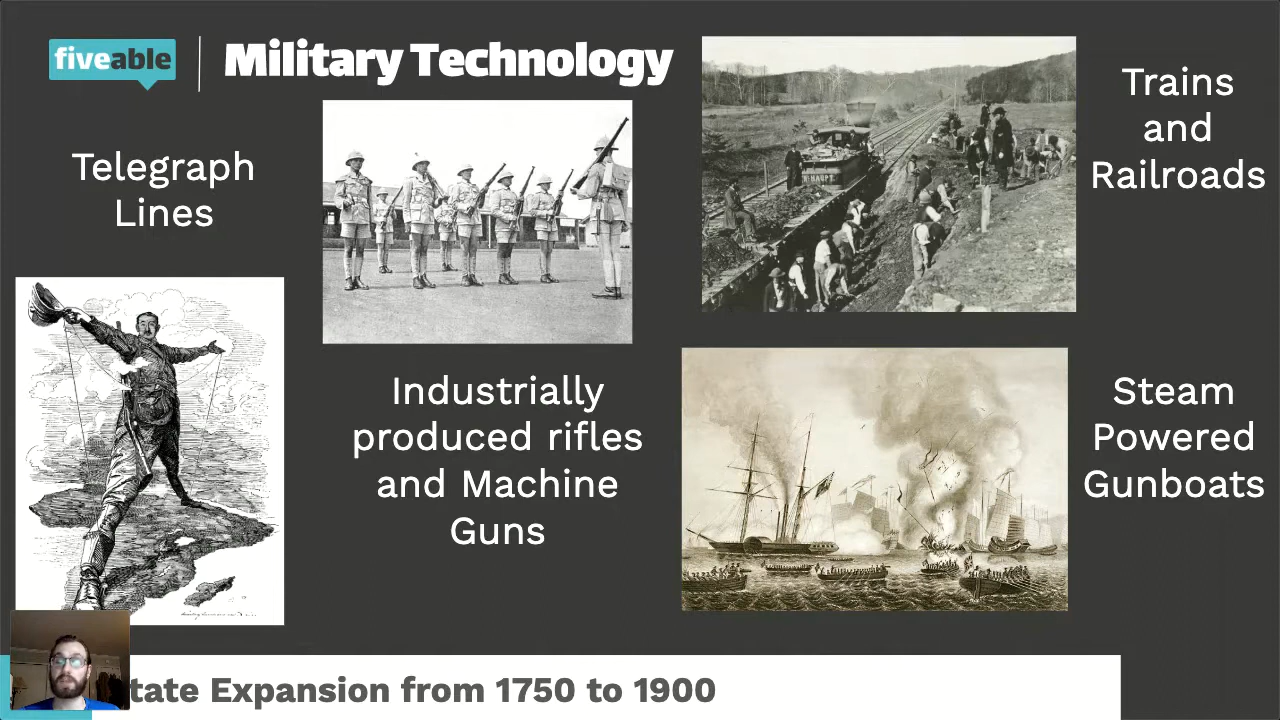 fiveable
Military Technology
Telegraph
Lines
Industrially
produced rifles
and Machine
Guns
Trains
and
Railroads
Steam
Powered
Gunboats
tate Expansion from 1750 to 1900